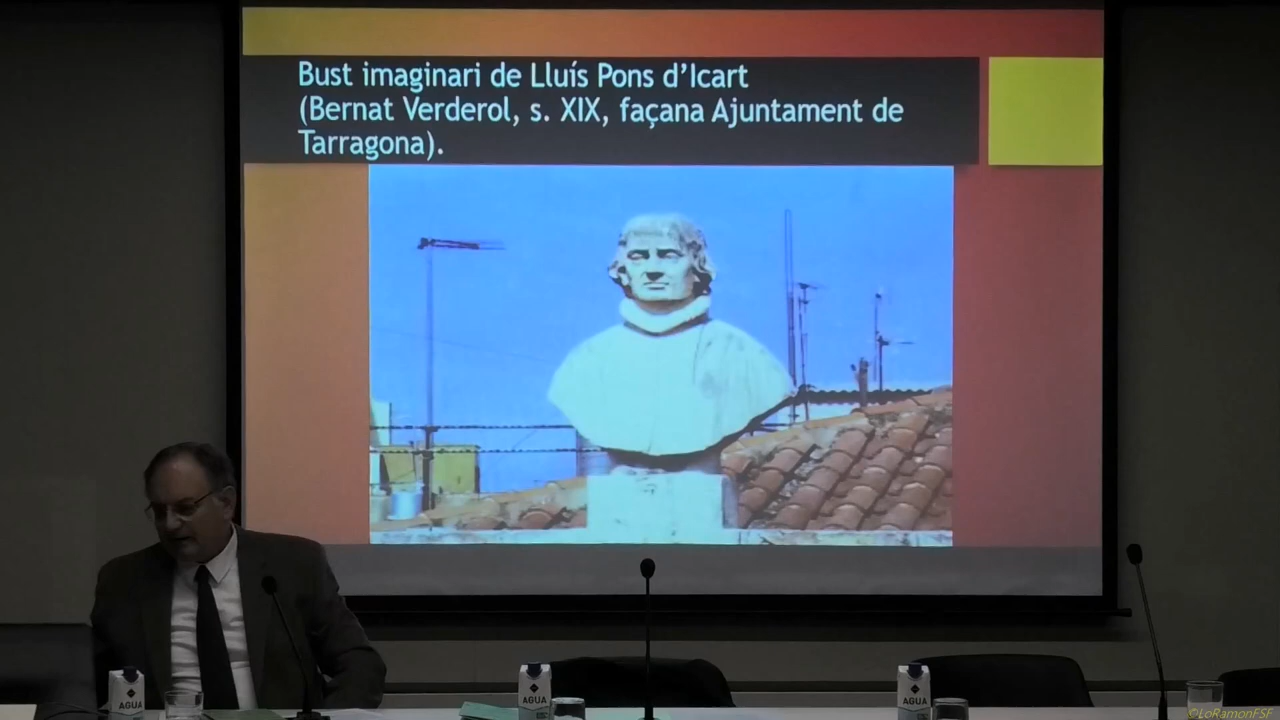 Bust imaginari de Lluís Pons d'Icart
(Bernat Verderol, s. XIX, façana Ajuntament de
Tarragona).
AGUA
AGUA
AGUA
©LoRamonFSF